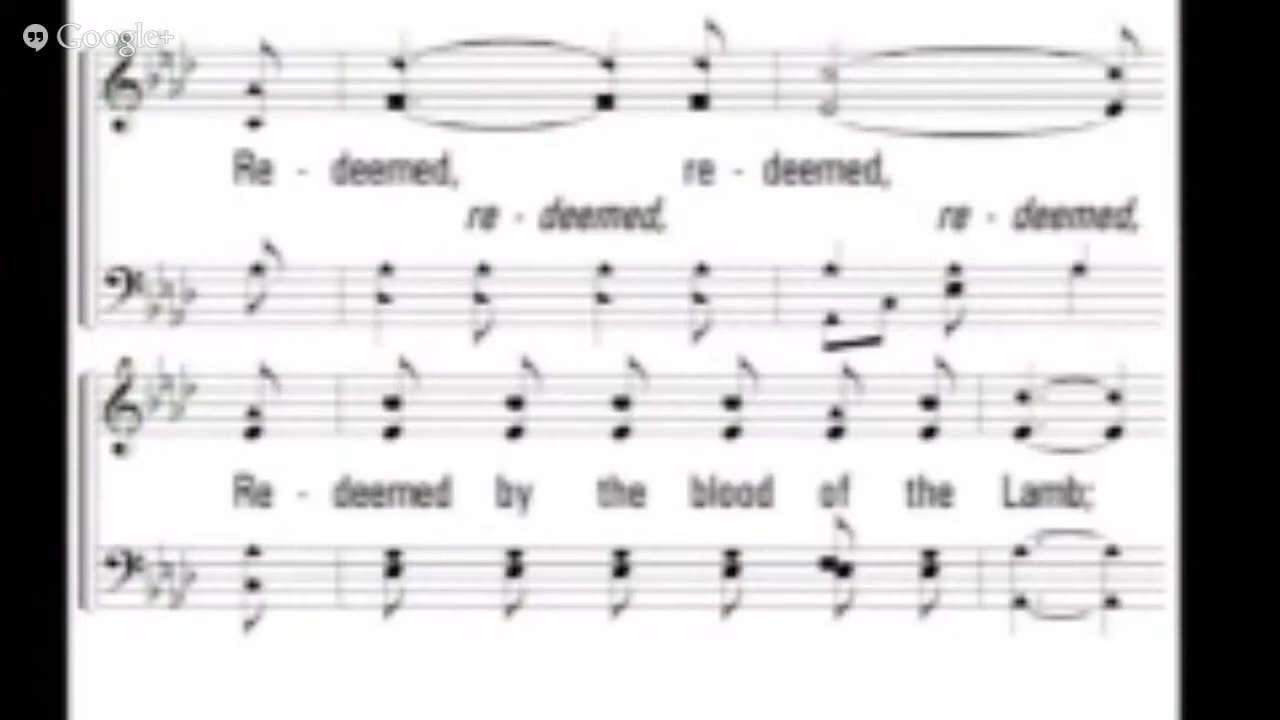 Google+
Re - deemed, re - deemed,
re - deemed, re - deemed,
Re - deemed by the blood of the Lamb;